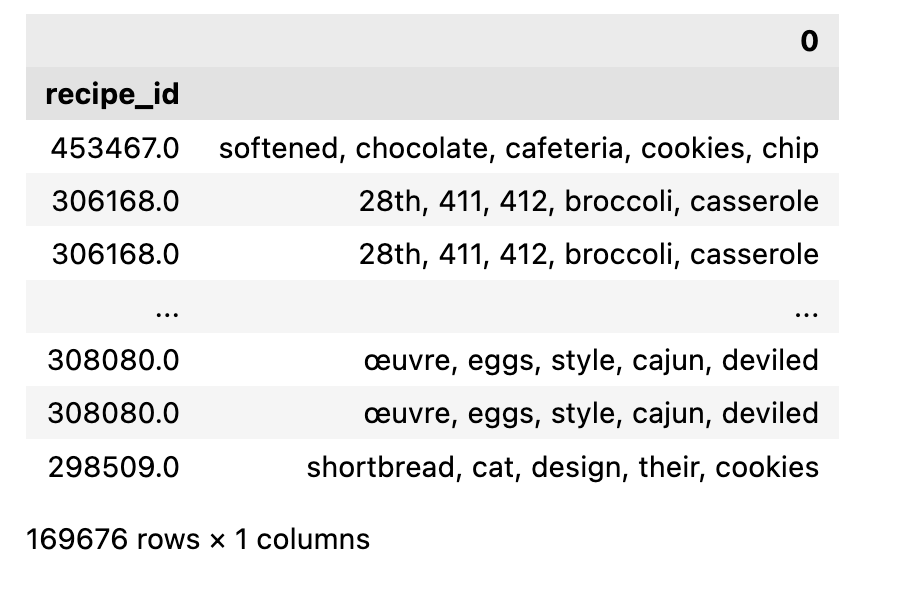 0
recipe_id
453467.0 softened, chocolate, cafeteria, cookies, chip
306168.0 28th, 411, 412, broccoli, casserole
306168.0 28th, 411, 412, broccoli, casserole
... ...
308080.0 œuvre, eggs, style, cajun, deviled
308080.0 œuvre, eggs, style, cajun, deviled
298509.0 shortbread, cat, design, their, cookies
169676 rows × 1 columns